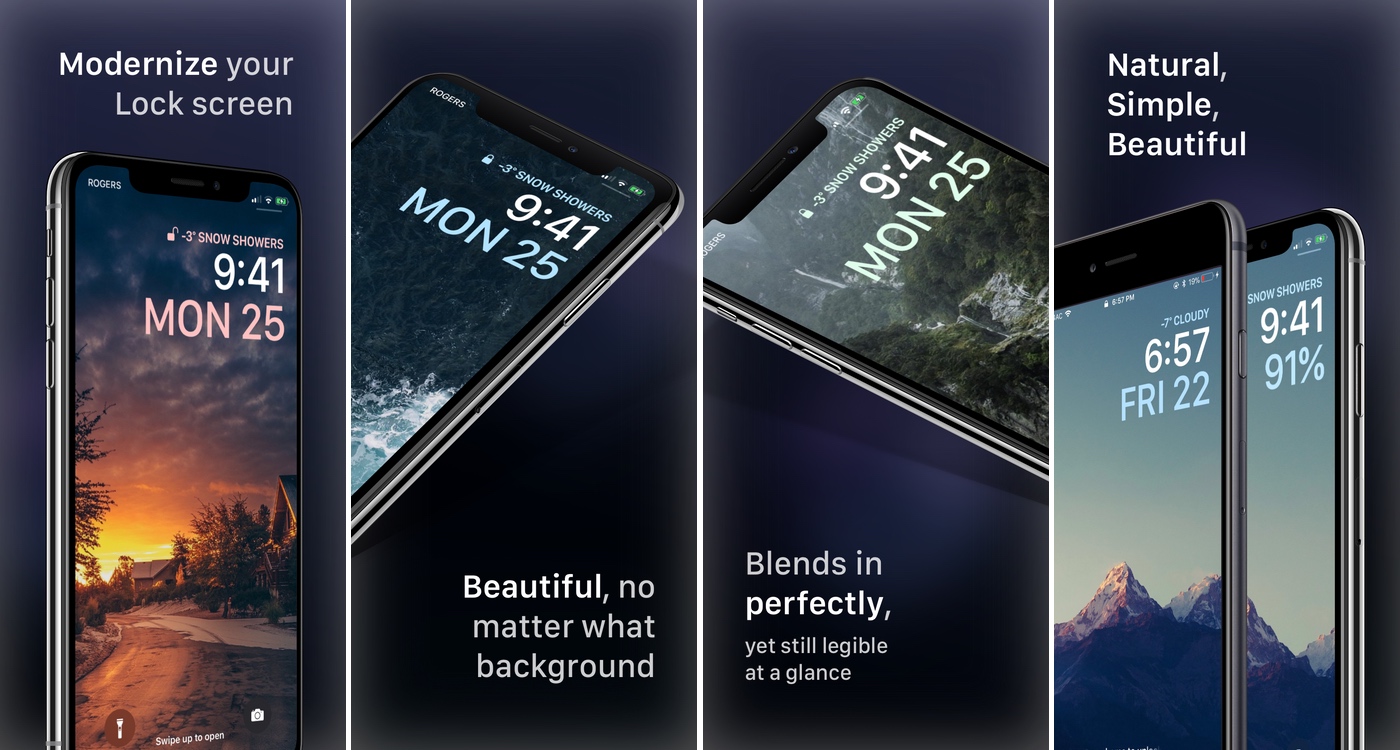 Modernize your
Lock screen
ROGERS
-3° SNOW SHOWERS
9:41
MON 25
Swipe up to open
ROGERS
-3° SNOW SHOWERS
9:41
MON 25
Beautiful, no
matter what
background
ROGERS
-3° SNOW SHOWERS
9:41
MON 25
Blends in
perfectly,
yet still legible
at a glance
Natural,
Simple,
Beautiful
6:57 PM
19%
-7° CLOUDY
6:57
FRI 22
SNOW SHOWERS
9:41
91%